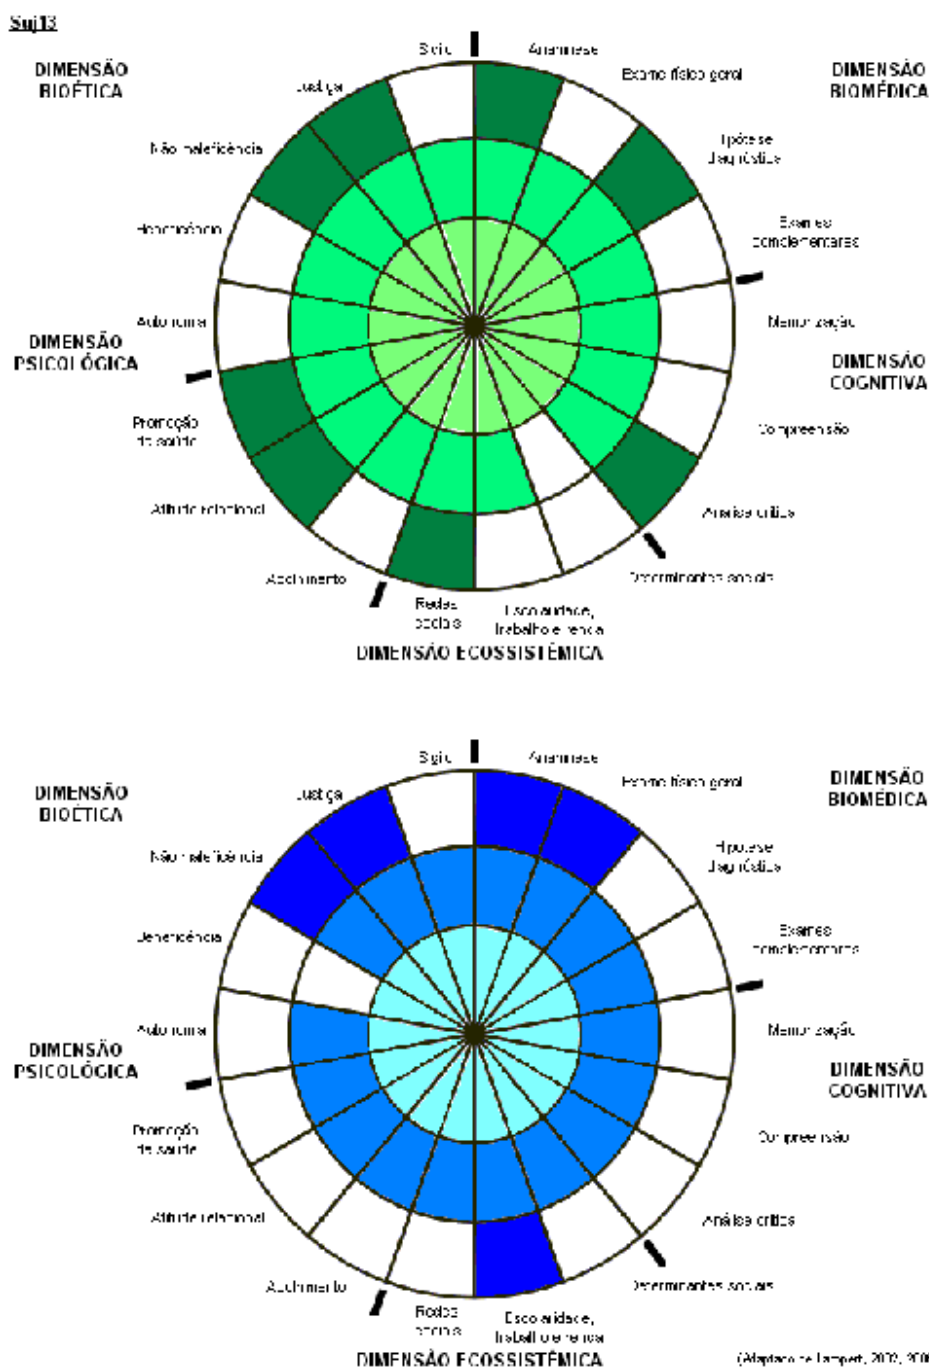 Suj13
Sigilo
Anamnese
DIMENSÃO
BIOÉTICA
Justiça
Exame físico geral
DIMENSÃO
BIOMÉDICA
Não maleficência
Hipótese
diagnóstica
Beneficência
Exames
complementares
Autonomia
Memorização
DIMENSÃO
PSICOLÓGICA
DIMENSÃO
COGNITIVA
Promoção
da saúde
Compreensão
Atitude relacional
Análise crítica
Acolhimento
Determinantes sociais
Redes
sociais
Escolaridade,
trabalho e renda
DIMENSÃO ECOSSISTÊMICA
Sigilo
Anamnese
DIMENSÃO
BIOÉTICA
Justiça
Exame físico geral
DIMENSÃO
BIOMÉDICA
Não maleficência
Hipótese
diagnóstica
Beneficência
Exames
complementares
Autonomia
Memorização
DIMENSÃO
PSICOLÓGICA
DIMENSÃO
COGNITIVA
Promoção
da saúde
Compreensão
Atitude relacional
Análise crítica
Acolhimento
Determinantes sociais
Redes
sociais
Escolaridade,
trabalho e renda
DIMENSÃO ECOSSISTÊMICA
(Adaptado de Lampert, 2002,